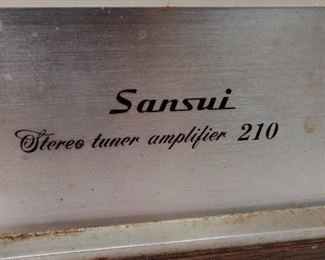 Sansui
Stereo tuner amplifier 210